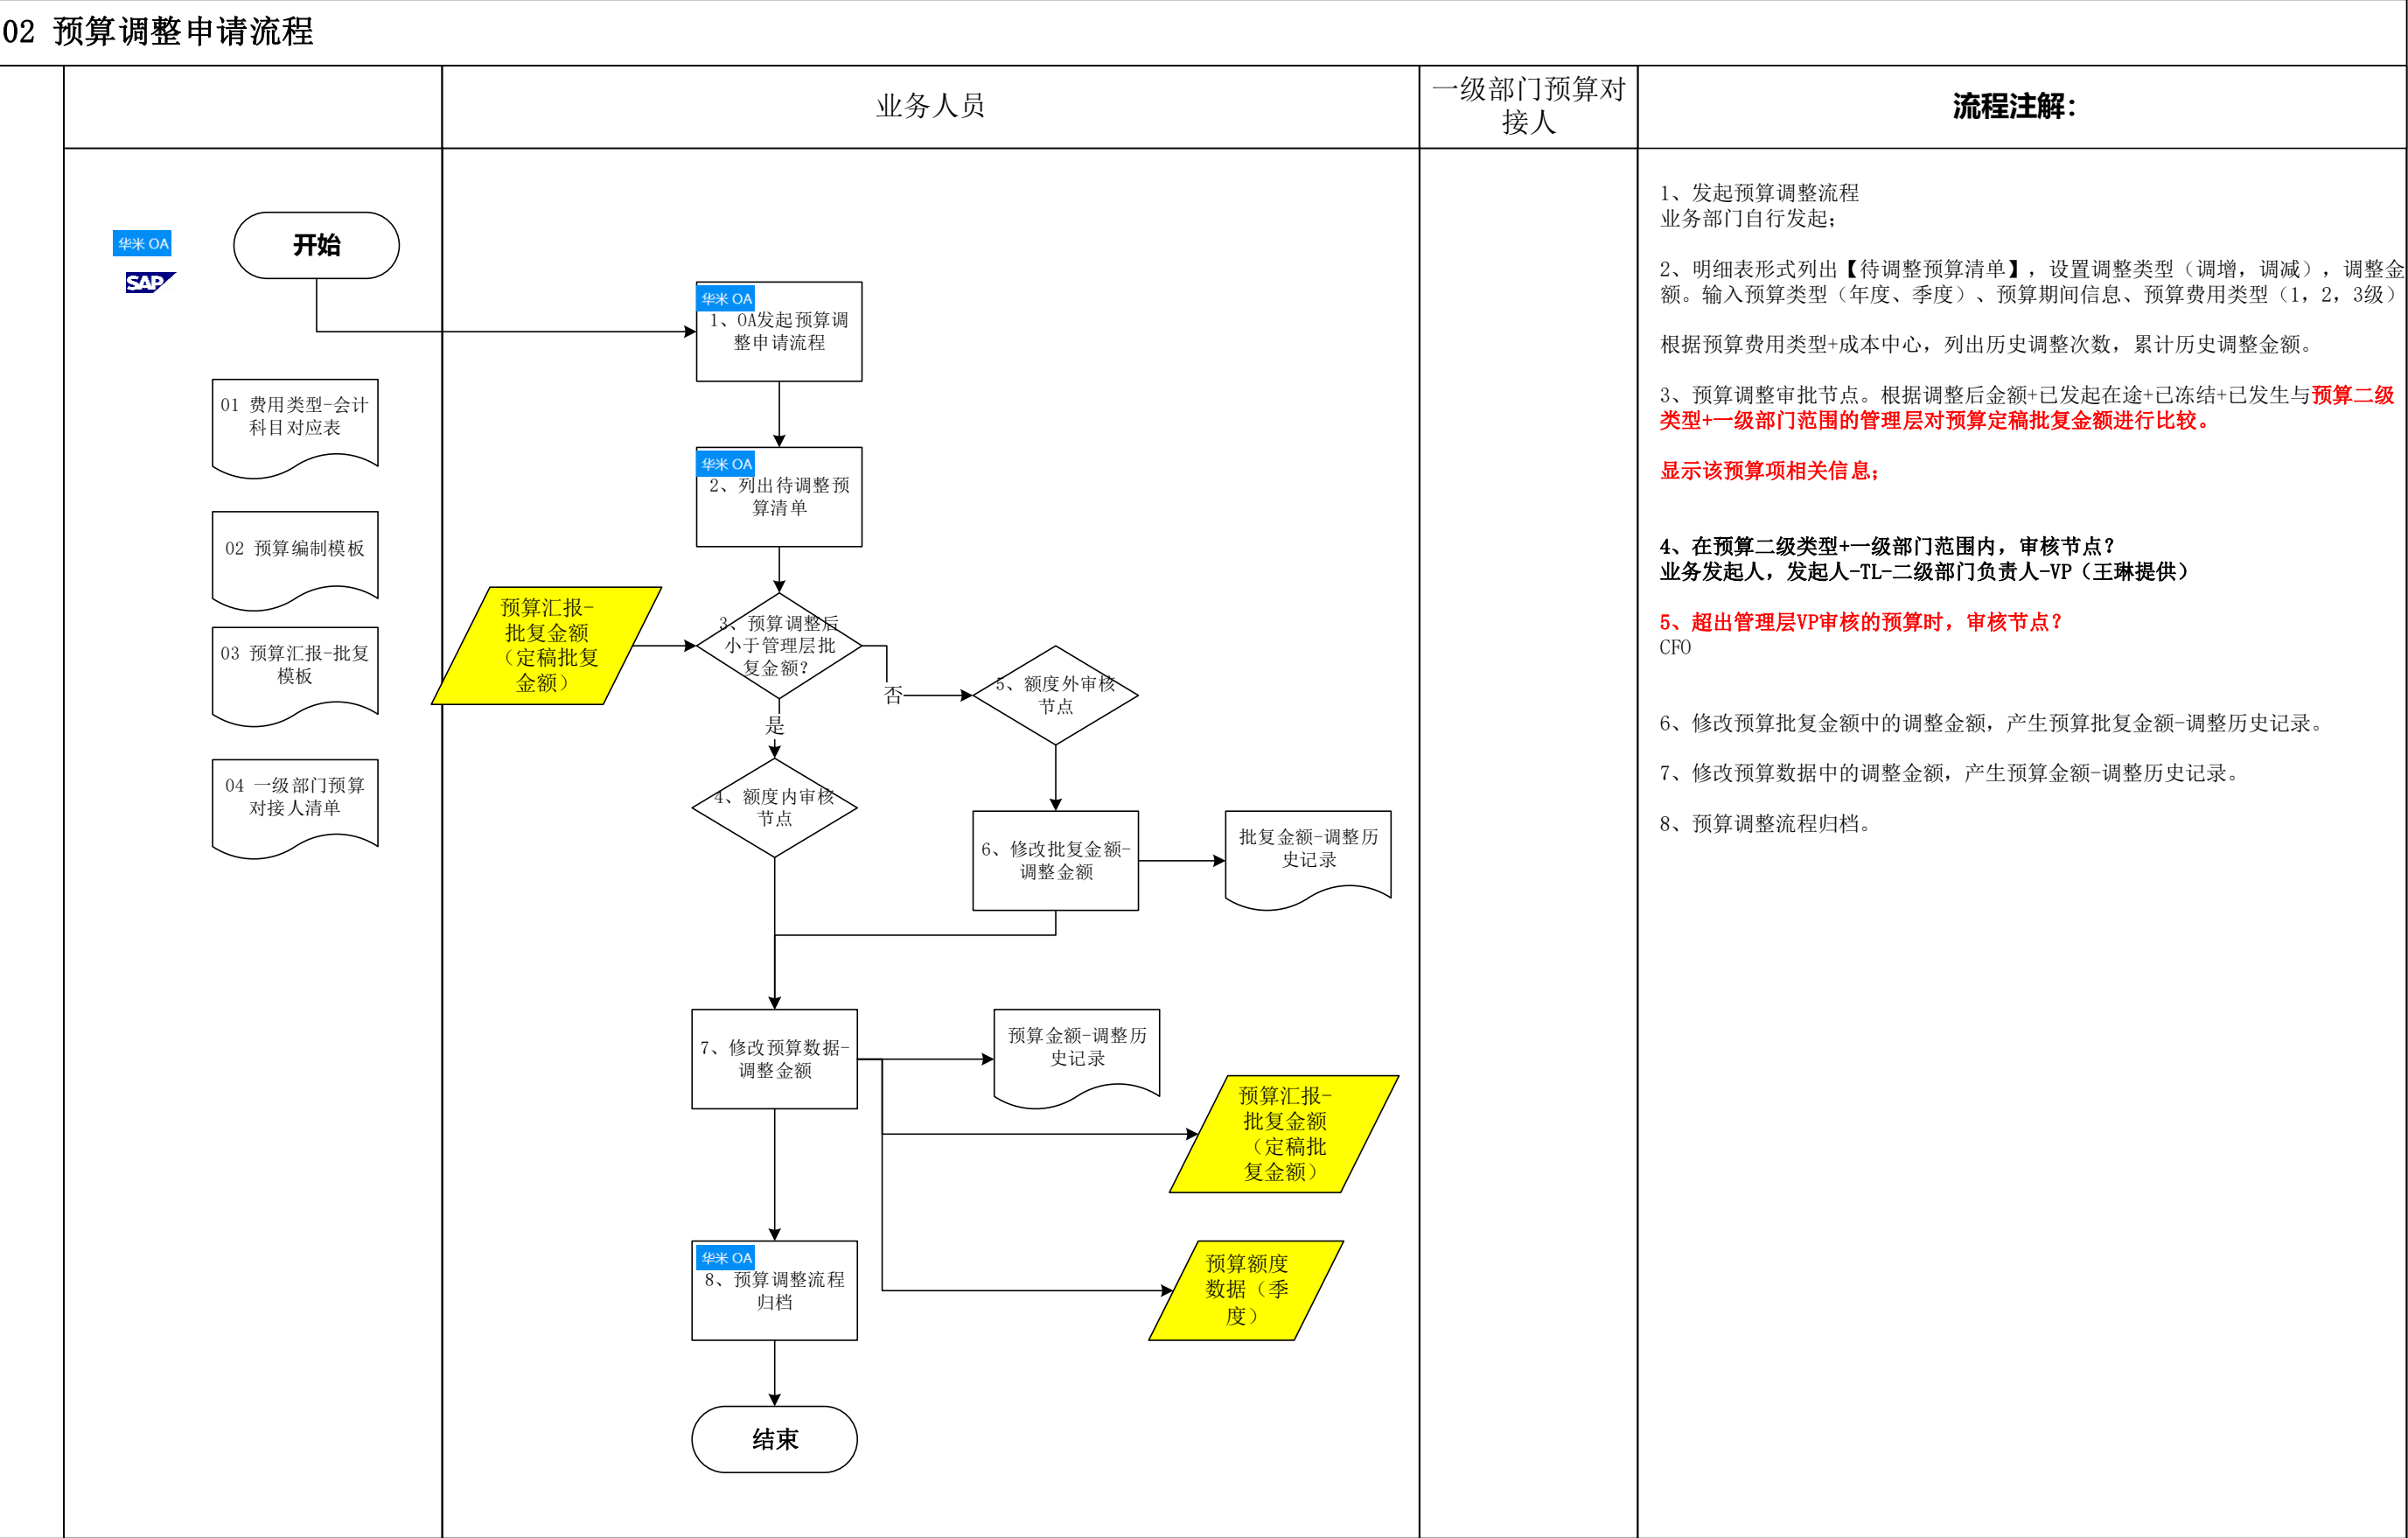 02 预算调整申请流程
业务人员
一级部门预算对
接人
流程注解：
华米 OA
SAP
开始
01 费用类型-会计
科目对应表
02 预算编制模板
03 预算汇报-批复
模板
04 一级部门预算
对接人清单
华米 OA
1、OA发起预算调
整申请流程
华米 OA
2、列出待调整预
算清单
预算汇报-
批复金额
（定稿批复
金额）
3、预算调整后
小于管理层批
复金额？
否
是
5、额度外审核
节点
4、额度内审核
节点
6、修改批复金额-
调整金额
批复金额-调整历
史记录
7、修改预算数据-
调整金额
预算金额-调整历
史记录
预算汇报-
批复金额
（定稿批
复金额）
华米 OA
8、预算调整流程
归档
预算额度
数据（季
度）
结束
1、发起预算调整流程
业务部门自行发起；
2、明细表形式列出【待调整预算清单】，设置调整类型（调增，调减），调整金
额。输入预算类型（年度、季度）、预算期间信息、预算费用类型（1，2，3级）
根据预算费用类型+成本中心，列出历史调整次数，累计历史调整金额。
3、预算调整审批节点。根据调整后金额+已发起在途+已冻结+已发生与预算二级
类型+一级部门范围的管理层对预算定稿批复金额进行比较。
显示该预算项相关信息；
4、在预算二级类型+一级部门范围内，审核节点？
业务发起人，发起人-TL-二级部门负责人-VP（王琳提供）
5、超出管理层VP审核的预算时，审核节点？
CFO
6、修改预算批复金额中的调整金额，产生预算批复金额-调整历史记录。
7、修改预算数据中的调整金额，产生预算金额-调整历史记录。
8、预算调整流程归档。